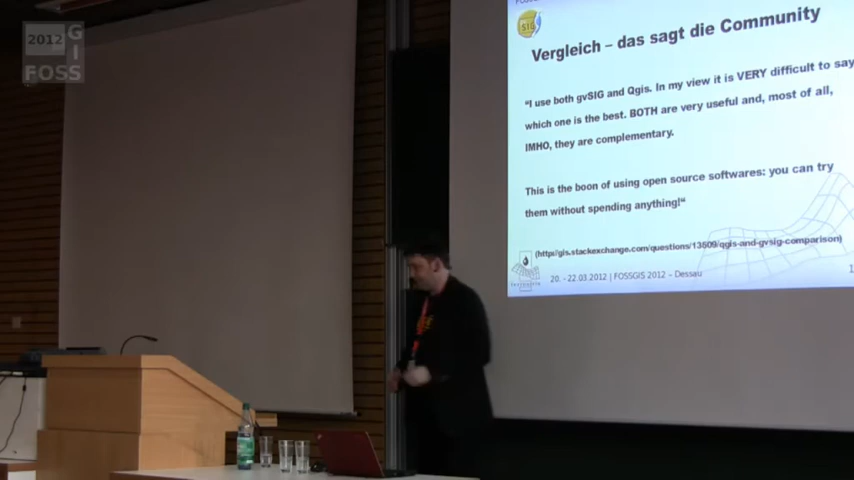 2012
GIS
FOSS
SIG
Vergleich – das sagt die Community
“I use both gvSIG and Qgis. In my view it is VERY difficult to say
which one is the best. BOTH are very useful and, most of all,
IMHO, they are complementary.
This is the boon of using open source softwares: you can try
them without spending anything!“
(http://gis.stackexchange.com/questions/13609/qgis-and-gvsig-comparison)
20. - 22.03.2012 | FOSSGIS 2012 – Dessau
1